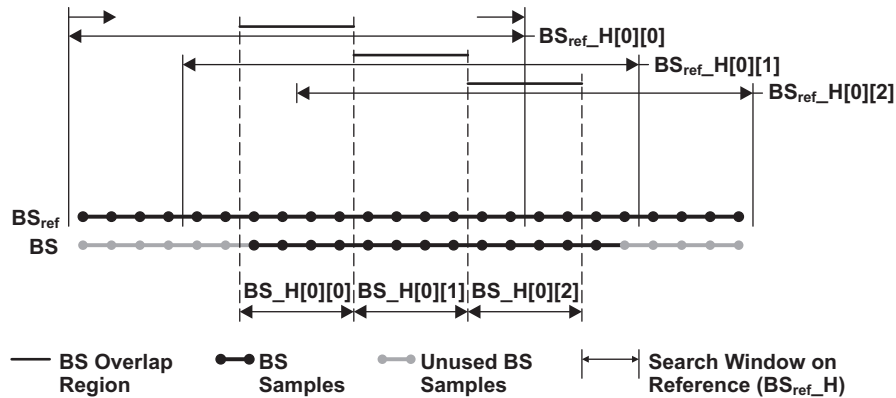 BSref_H[0][0]
BSref_H[0][1]
BSref_H[0][2]
BSref
BS
BS_H[0][0] BS_H[0][1] BS_H[0][2]
BS Overlap Region
BS Samples
Unused BS Samples
Search Window on Reference (BSref_H)